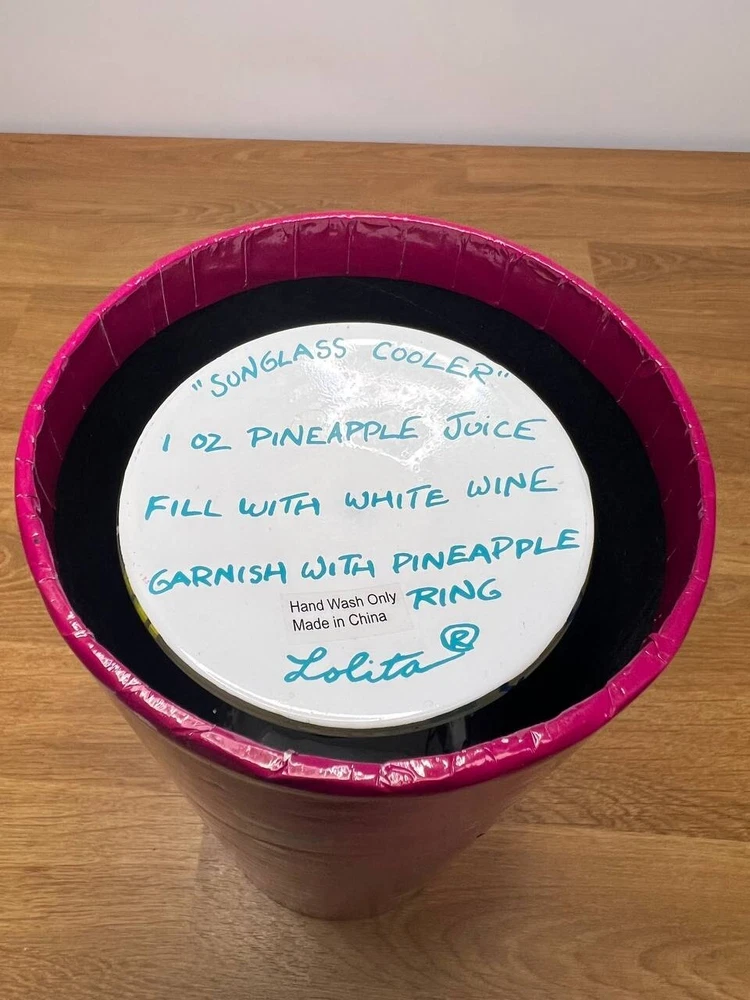 "SUNGLASS COOLER"
1 OZ PINEAPPLE JUICE
FILL WITH WHITE WINE
GARNISH WITH PINEAPPLE
RING
Hand Wash Only
Made in China
Lolita®